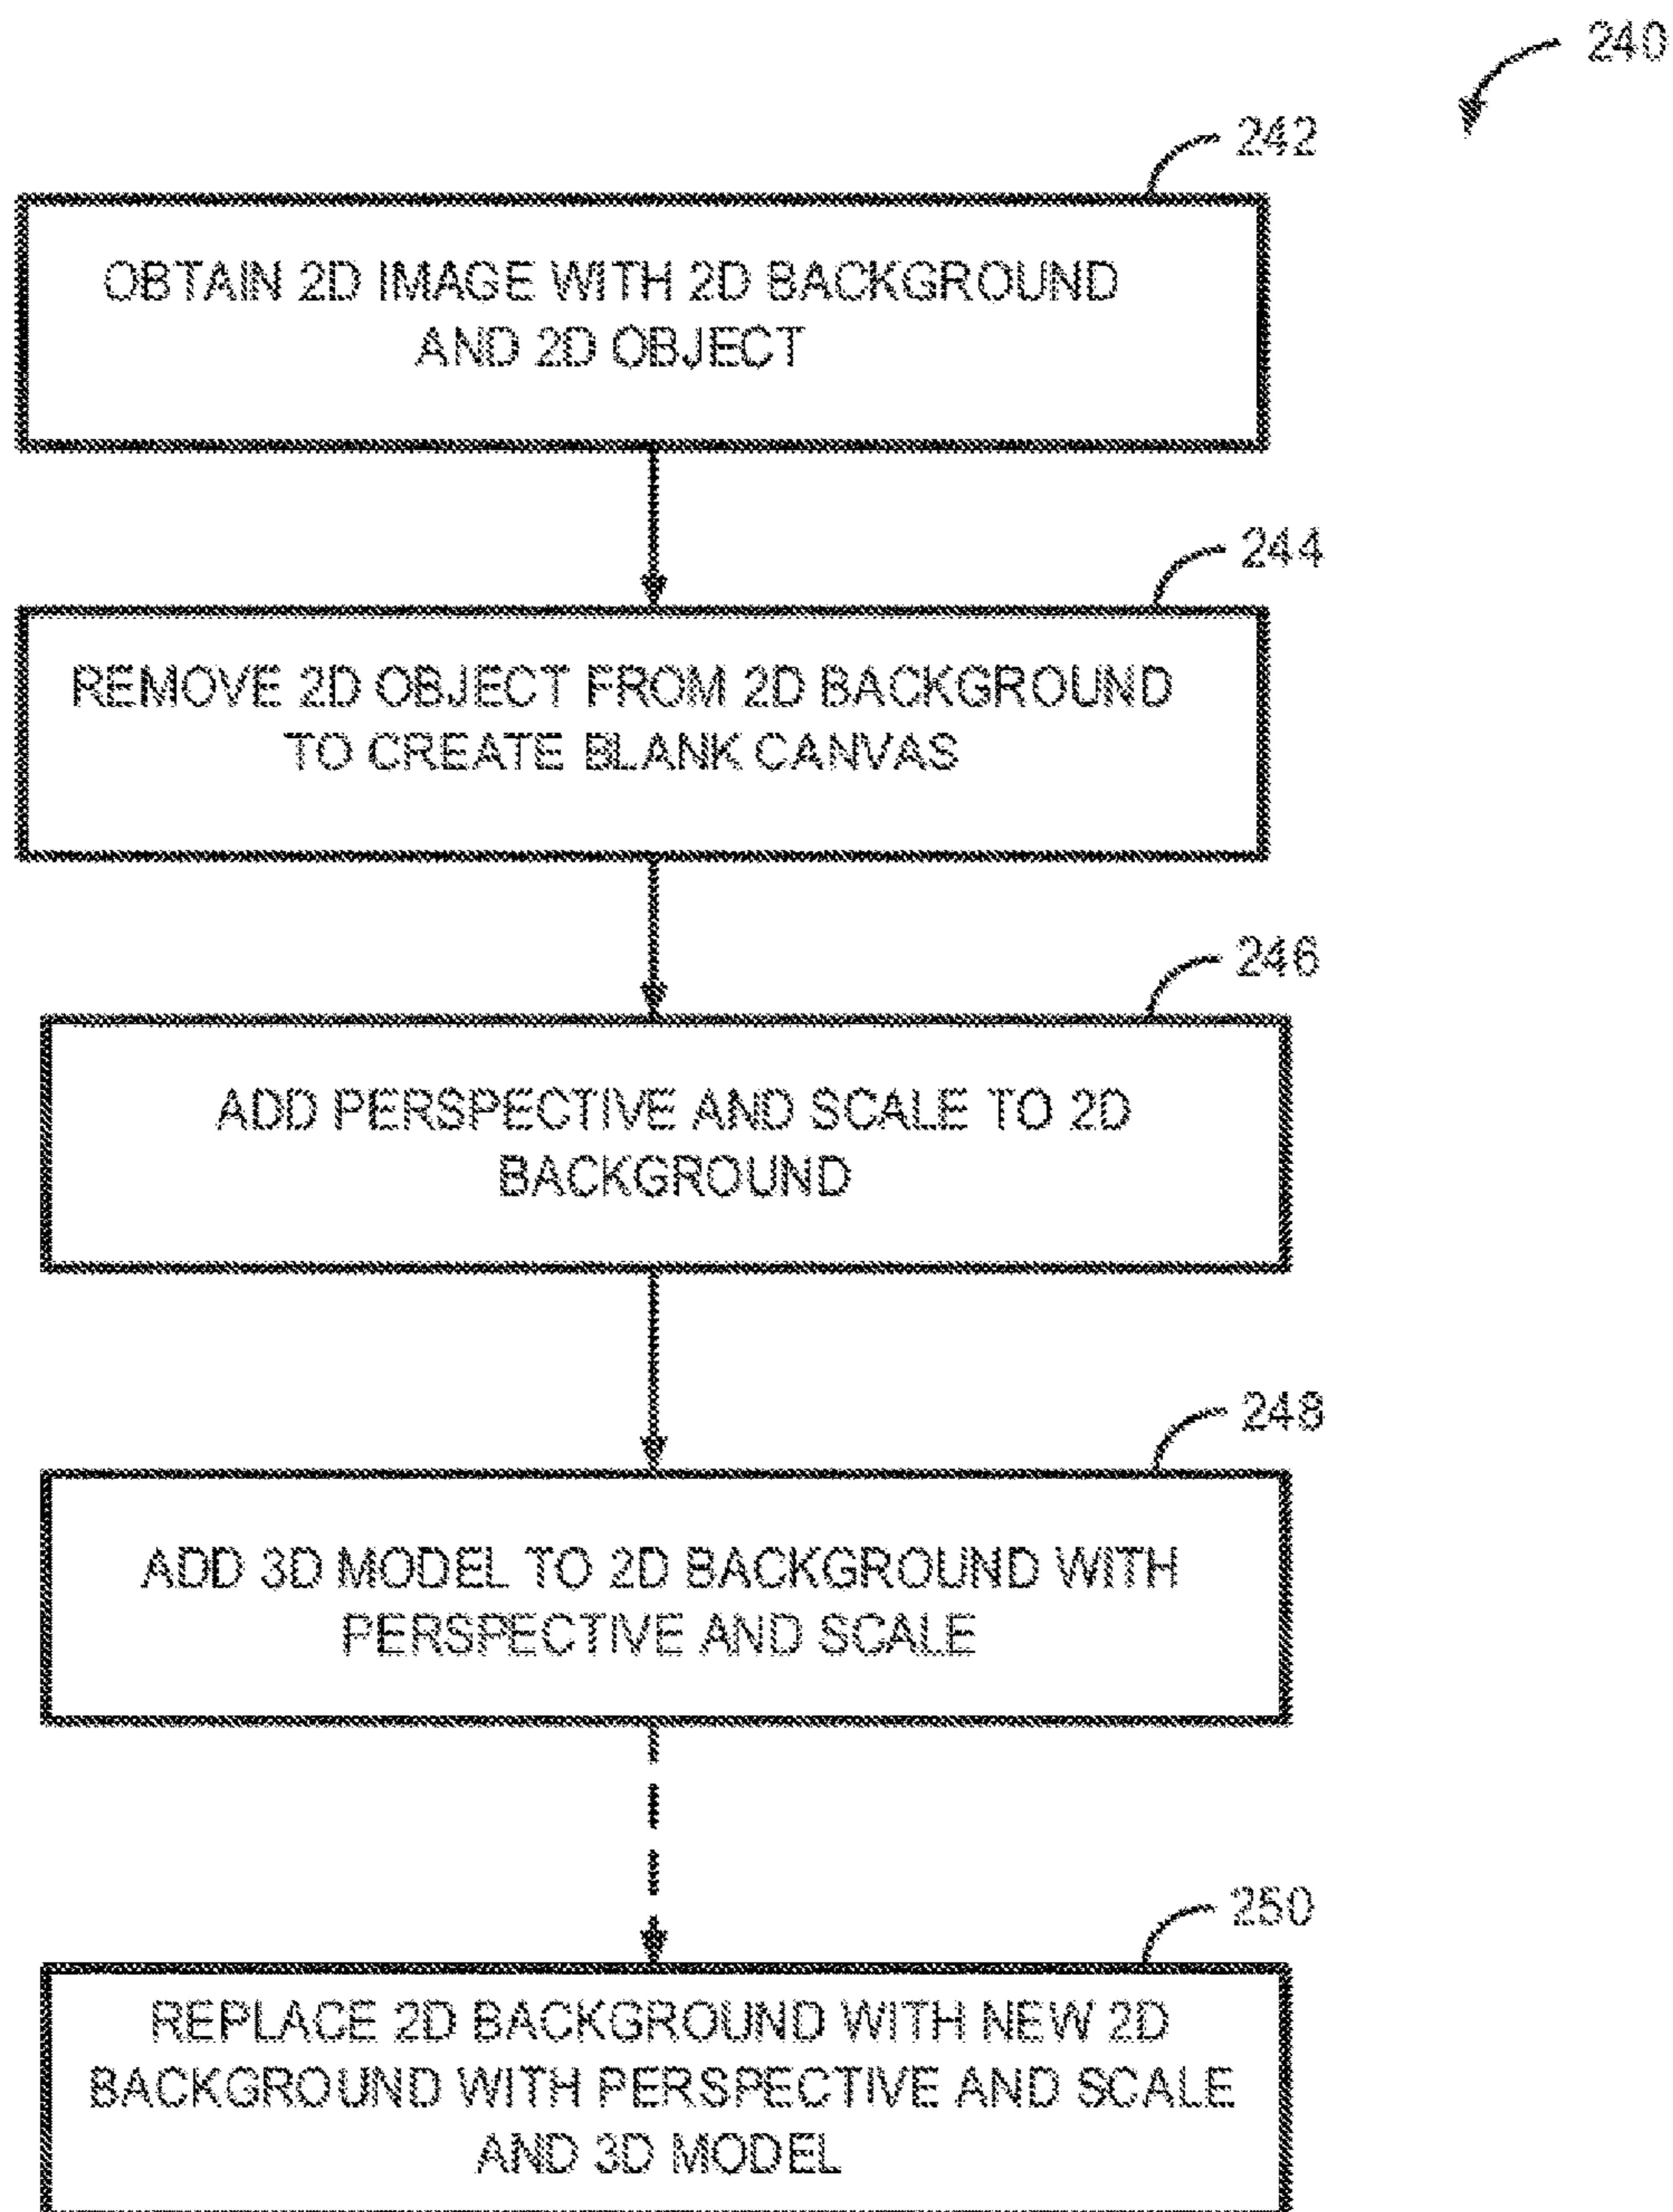 240
242
OBTAIN 2D IMAGE WITH 2D BACKGROUND
AND 2D OBJECT
244
REMOVE 2D OBJECT FROM 2D BACKGROUND
TO CREATE BLANK CANVAS
246
ADD PERSPECTIVE AND SCALE TO 2D
BACKGROUND
248
ADD 3D MODEL TO 2D BACKGROUND WITH
PERSPECTIVE AND SCALE
250
REPLACE 2D BACKGROUND WITH NEW 2D
BACKGROUND WITH PERSPECTIVE AND SCALE
AND 3D MODEL